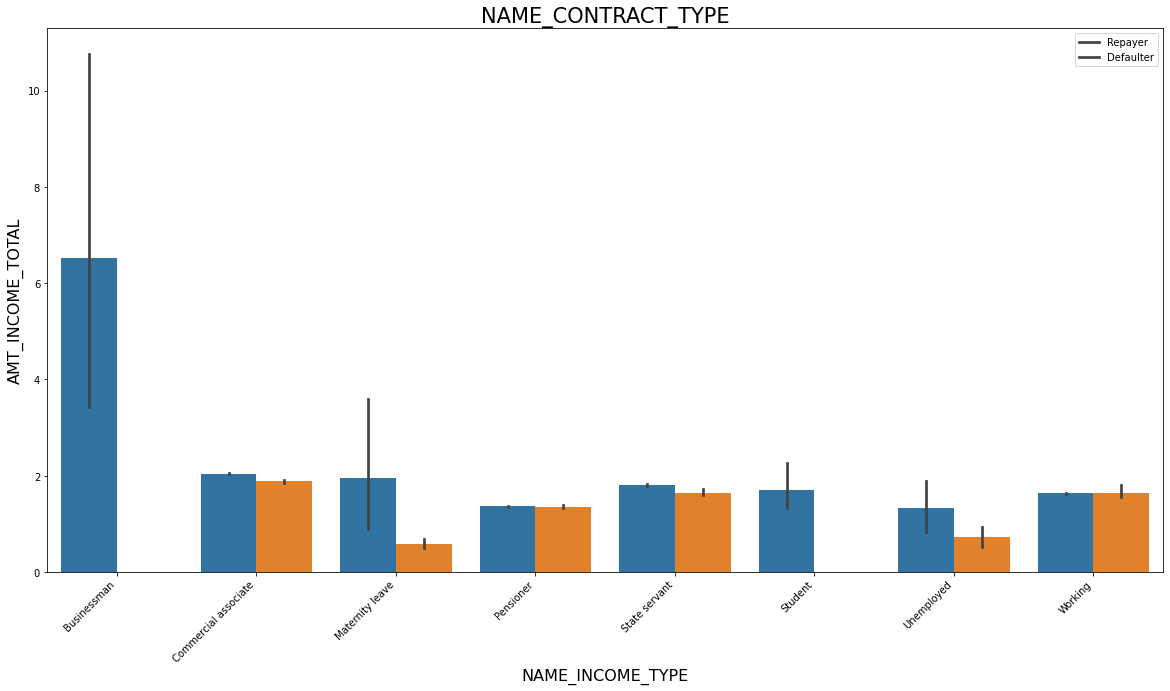 NAME_CONTRACT_TYPE
Repayer
Defaulter
AMT_INCOME_TOTAL
10
8
6
4
2
0
Businessman
Commercial associate
Maternity leave
Pensioner
State servant
Student
Unemployed
Working
NAME_INCOME_TYPE